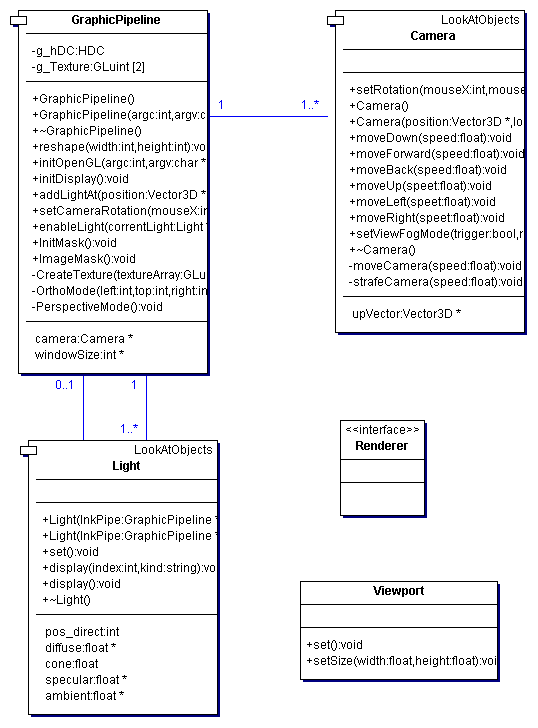 GraphicPipeline
-g_hDC:HDC
-g_Texture:GLuint [2]
+GraphicPipeline()
+GraphicPipeline(argc:int,argv:c
+~GraphicPipeline()
+reshape(width:int,height:int):vo
+initOpenGL(argc:int,argv:char *
+initDisplay():void
+addLightAt(position:Vector3D *
+setCameraRotation(mouseX:in
+enableLight(correntLight:Light
+InitMask():void
+ImageMask():void
-CreateTexture(textureArray:GLu
-OrthoMode(left:int,top:int,right:in
-PerspectiveMode():void
camera:Camera *
windowSize:int *
LookAtObjects
Camera
+setRotation(mouseX:int,mouse
+Camera()
+Camera(position:Vector3D *,lo
+moveDown(speed:float):void
+moveForward(speed:float):void
+moveBack(speed:float):void
+moveUp(speet:float):void
+moveLeft(speet:float):void
+moveRight(speet:float):void
+setViewFogMode(trigger:bool,r
+~Camera()
-moveCamera(speed:float):void
-strafeCamera(speed:float):void
upVector:Vector3D *
1
1..*
0..1
1
1..*
LookAtObjects
Light
+Light(InkPipe:GraphicPipeline *
+Light(InkPipe:GraphicPipeline *
+set():void
+display(index:int,kind:string):vo
+display():void
+~Light()
pos_direct:int
diffuse:float *
cone:float
specular:float *
ambient:float *
<<interface>>
Renderer
Viewport
+set():void
+setSize(width:float,height:float):voi